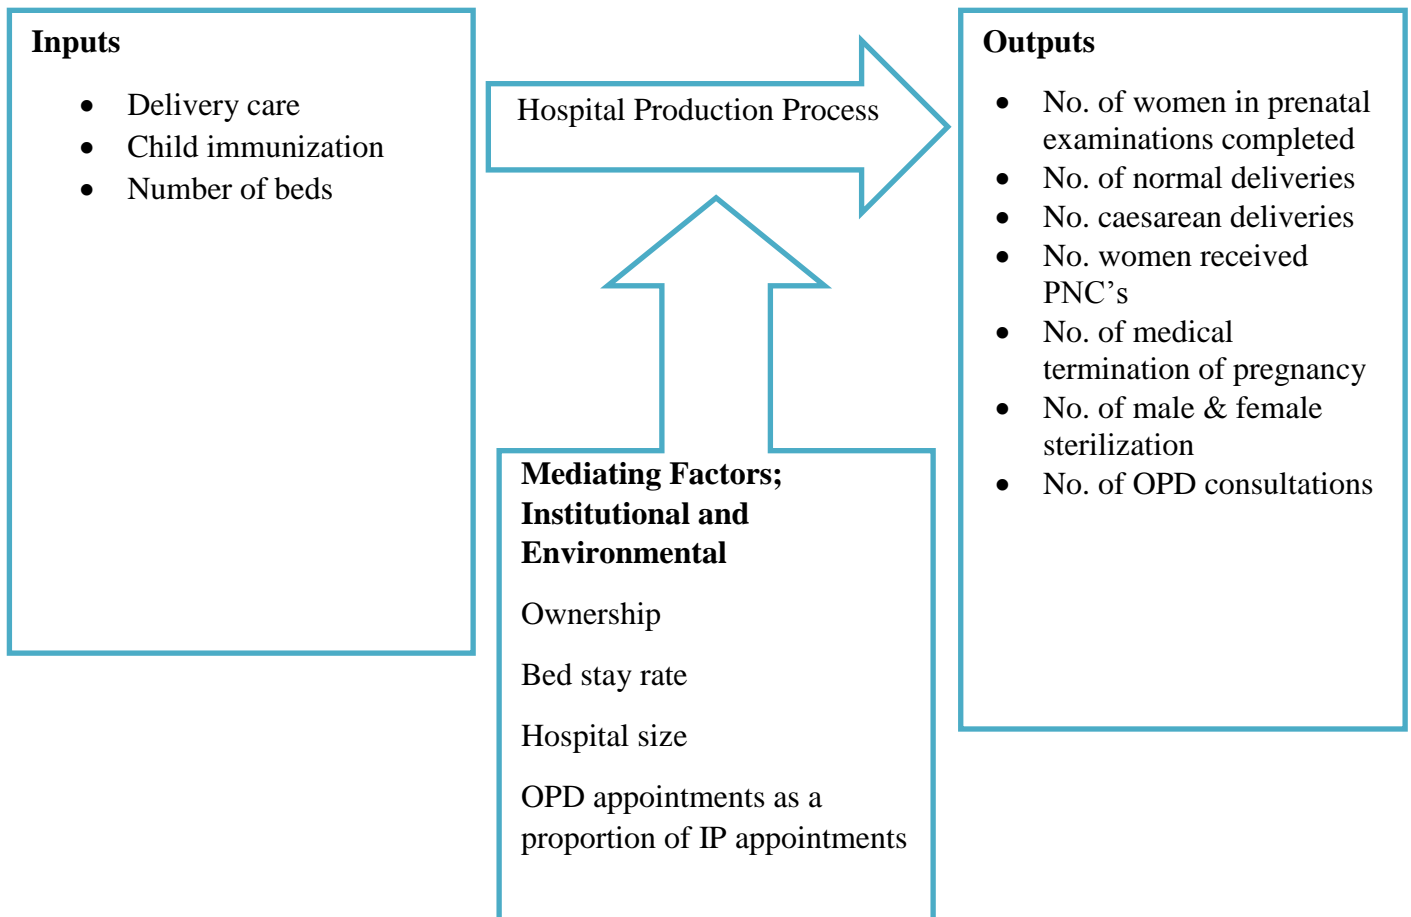 Inputs
• Delivery care
• Child immunization
• Number of beds
Hospital Production Process
Mediating Factors;
Institutional and
Environmental
Ownership
Bed stay rate
Hospital size
OPD appointments as a
proportion of IP appointments
Outputs
• No. of women in prenatal
examinations completed
• No. of normal deliveries
• No. caesarean deliveries
• No. women received
PNC’s
• No. of medical
termination of pregnancy
• No. of male & female
sterilization
• No. of OPD consultations